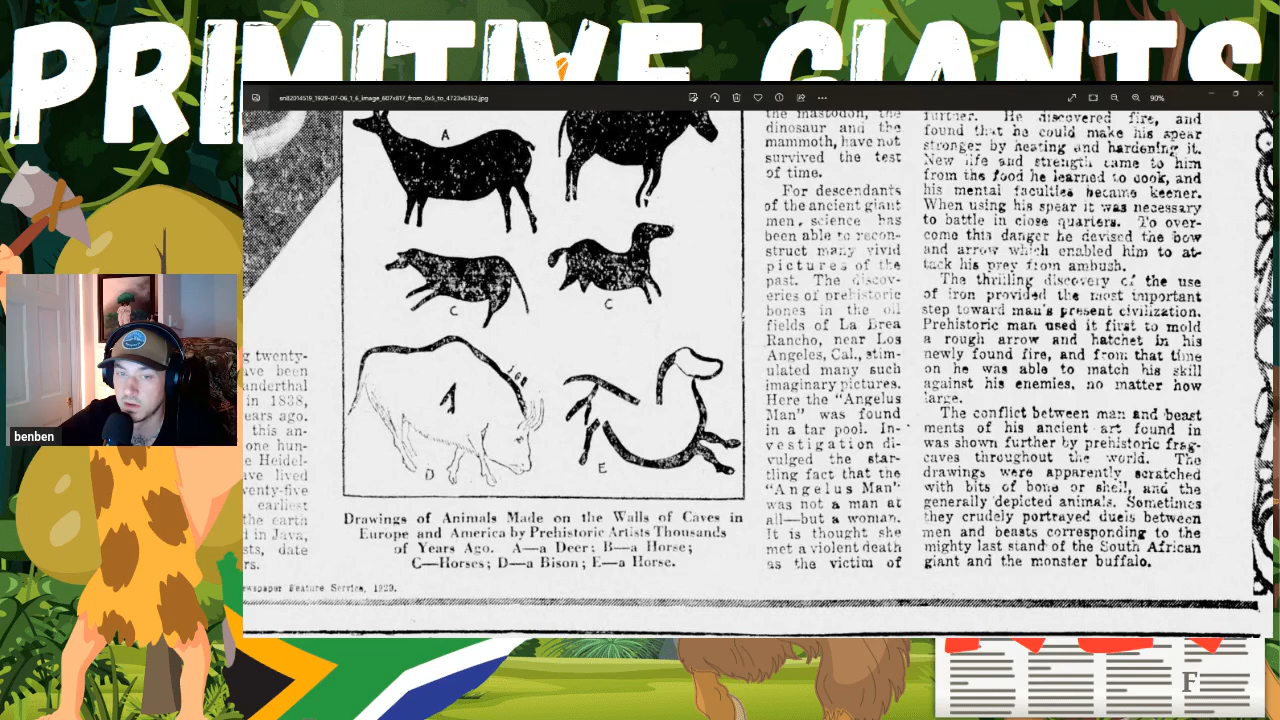 PRIMITIVE GIANTS
sn82014519_1929-07-06_1_6_image_607x817_from_0x5_to_4723x6352.jpg
90%
A
C
C
D
E
Drawings of Animals Made on the Walls of Caves in
Europe and America by Prehistoric Artists Thousands
of Years Ago. A—a Deer; B—a Horse;
C—Horses; D—a Bison; E—a Horse.
twenty-
been
in 1838,
ears ago.
this an-
one hun-
Heidel-
lived
earliest
the earth
in Java,
date
Feature Service, 1929.
the mastodon, the
dinosaur and the
mammoth, have not
survived the test
of time.
For descendants
of the ancient giant
men, science has
been able to recon-
struct many vivid
pictures of the
past. The discov-
eries of prehistoric
bones in the oil
fields of La Brea
Rancho, near Los
Angeles, Cal., stim-
ulated many such
imaginary pictures.
Here the "Angelus
Man" was found
in a tar pool. In-
vestigation di-
vulged the star-
tling fact that the
"Angelus Man"
was not a man at
all—but a woman.
It is thought she
met a violent death
as the victim of
further. He discovered fire, and
found that he could make his spear
stronger by heating and hardening it.
New life and strength came to him
from the food he learned to cook, and
his mental faculties became keener.
When using his spear it was necessary
to battle in close quarters. To over-
come this danger he devised the bow
and arrow which enabled him to at-
tack his prey from ambush.
The thrilling discovery of the use
of iron provided the most important
step toward man's present civilization.
Prehistoric man used it first to mold
a rough arrow and hatchet in his
newly found fire, and from that time
on he was able to match his skill
against his enemies, no matter how
large.
The conflict between man and beast
ments of his ancient art found in
was shown further by prehistoric frag-
caves throughout the world. The
drawings were apparently scratched
with bits of bone or shell, and the
generally depicted animals. Sometimes
they crudely portrayed duels between
men and beasts corresponding to the
mighty last stand of the South African
giant and the monster buffalo.
benben
F